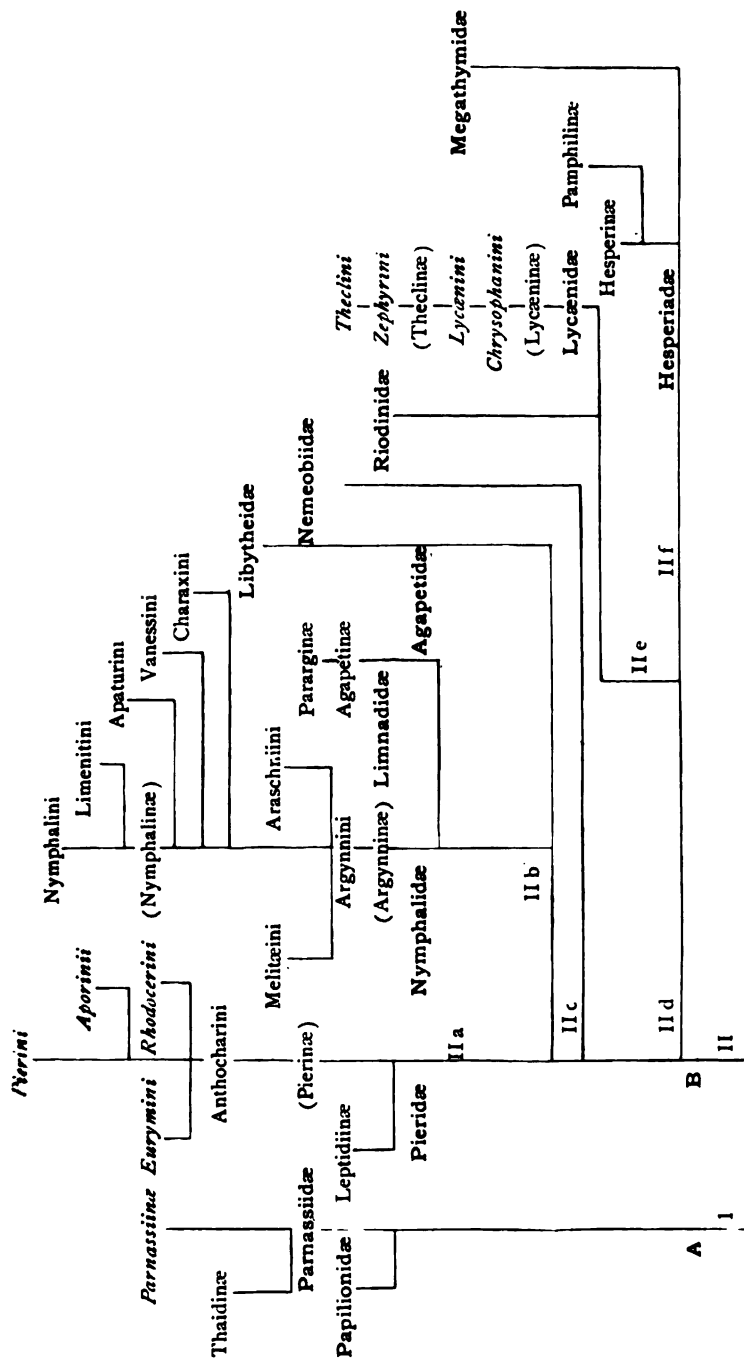 Pierini
Nymphalini
Aporinii Limenitini
Apaturini
Parnassiinæ Eurymini Rhodocerini (Nymphalinæ) Vanessini
Charaxini
Thaidinæ Anthocharini
Libytheidæ
Melitæini Araschniini
Parnassiidæ (Pierinæ) Pararginæ Nemeobiidæ
Papilionidæ Leptidiinæ Argynnini Agapetinæ Theclini
(Argynninæ) Limnadidæ Riodinidæ Zephyrini
Pieridæ Nymphalidæ Agapetidæ (Theclinæ)
II a Lycænini Megathymidæ
Chrysophanini
II b (Lycæninæ)
II c Lycænidæ Pamphilinæ
Hesperinæ
II e
II d II f Hesperiadæ
A B
I II